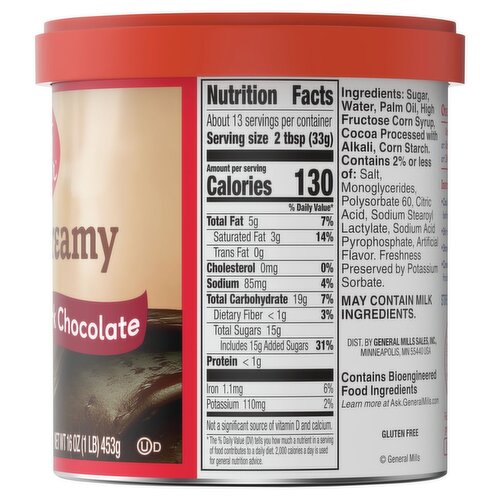 eamy
Chocolate
NET WT 16 OZ (1 LB) 453g
U D
Nutrition Facts
About 13 servings per container
Serving size 2 tbsp (33g)
Amount per serving
Calories 130
% Daily Value*
Total Fat 5g 7%
Saturated Fat 3g 14%
Trans Fat 0g
Cholesterol 0mg 0%
Sodium 85mg 4%
Total Carbohydrate 19g 7%
Dietary Fiber < 1g 3%
Total Sugars 15g
Includes 15g Added Sugars 31%
Protein < 1g
Iron 1.1mg 6%
Potassium 110mg 2%
Not a significant source of vitamin D and calcium.
* The % Daily Value (DV) tells you how much a nutrient in a serving
of food contributes to a daily diet. 2,000 calories a day is used
for general nutrition advice.
Ingredients: Sugar,
Water, Palm Oil, High
Fructose Corn Syrup,
Cocoa Processed with
Alkali, Corn Starch.
Contains 2% or less
of: Salt,
Monoglycerides,
Polysorbate 60, Citric
Acid, Sodium Stearoyl
Lactylate, Sodium Acid
Pyrophosphate, Artificial
Flavor. Freshness
Preserved by Potassium
Sorbate.
MAY CONTAIN MILK
INGREDIENTS.
DIST. BY GENERAL MILLS SALES, INC.,
MINNEAPOLIS, MN 55440 USA
Contains Bioengineered
Food Ingredients
Learn more at Ask.GeneralMills.com
GLUTEN FREE
© General Mills